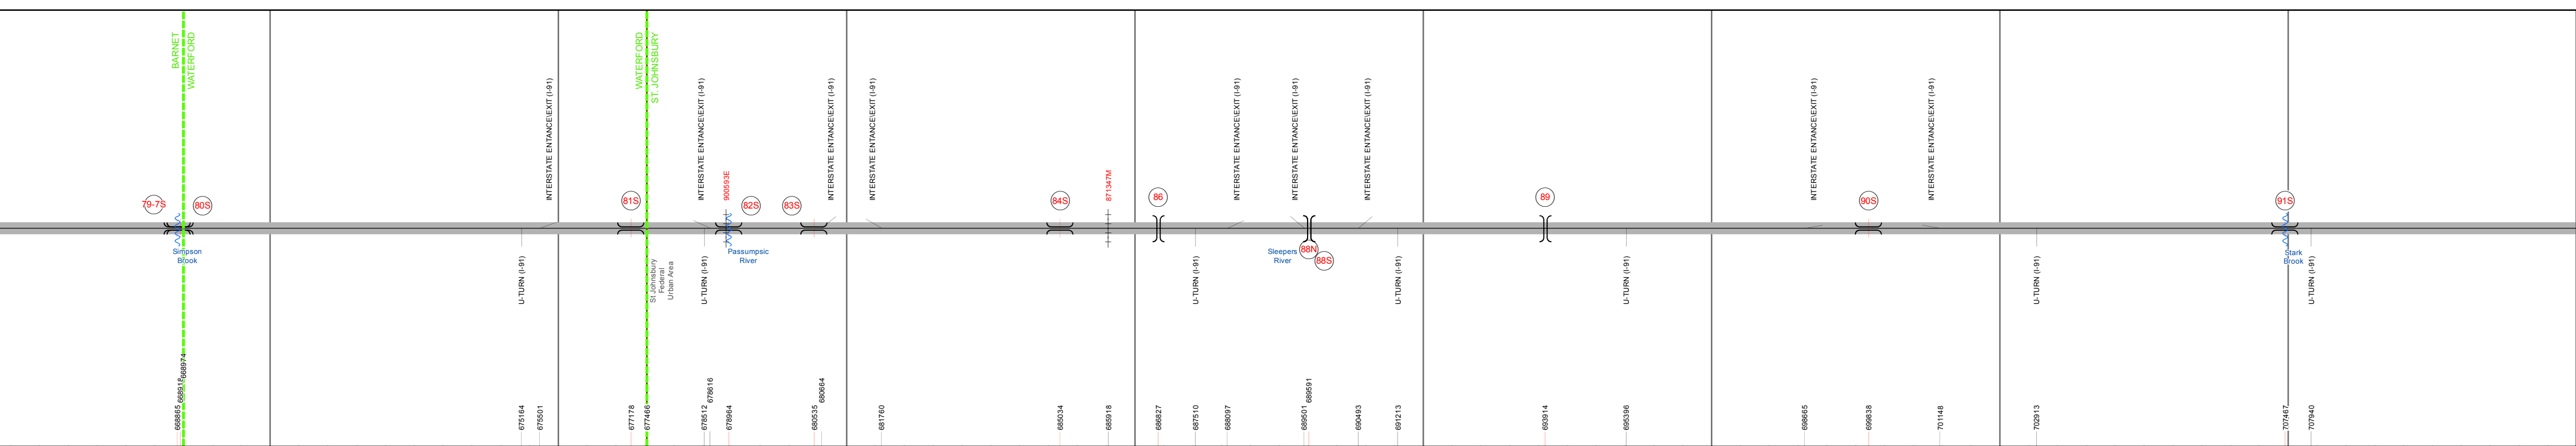 BARNET
WATERFORD
WATERFORD
ST. JOHNSBURY
INTERSTATE ENTANCE\EXIT (I-91)
INTERSTATE ENTANCE\EXIT (I-91)
INTERSTATE ENTANCE\EXIT (I-91)
INTERSTATE ENTANCE\EXIT (I-91)
INTERSTATE ENTANCE\EXIT (I-91)
INTERSTATE ENTANCE\EXIT (I-91)
INTERSTATE ENTANCE\EXIT (I-91)
INTERSTATE ENTANCE\EXIT (I-91)
INTERSTATE ENTANCE\EXIT (I-91)
79-7S
80S
81S
900593E
82S
83S
84S
871347M
86
89
90S
91S
Simpson
Brook
Passumpsic
River
Sleepers
River
88N
88S
Stark
Brook
U-TURN (I-91)
St Johnsbury
Federal
Urban Area
U-TURN (I-91)
U-TURN (I-91)
U-TURN (I-91)
U-TURN (I-91)
U-TURN (I-91)
U-TURN (I-91)
668865
668918
668974
675164
675501
677178
677466
678512
678616
678964
680535
680664
681760
685034
685918
686827
687510
688097
689501
689591
690493
691213
693914
695396
698665
699838
701148
702913
707467
707940